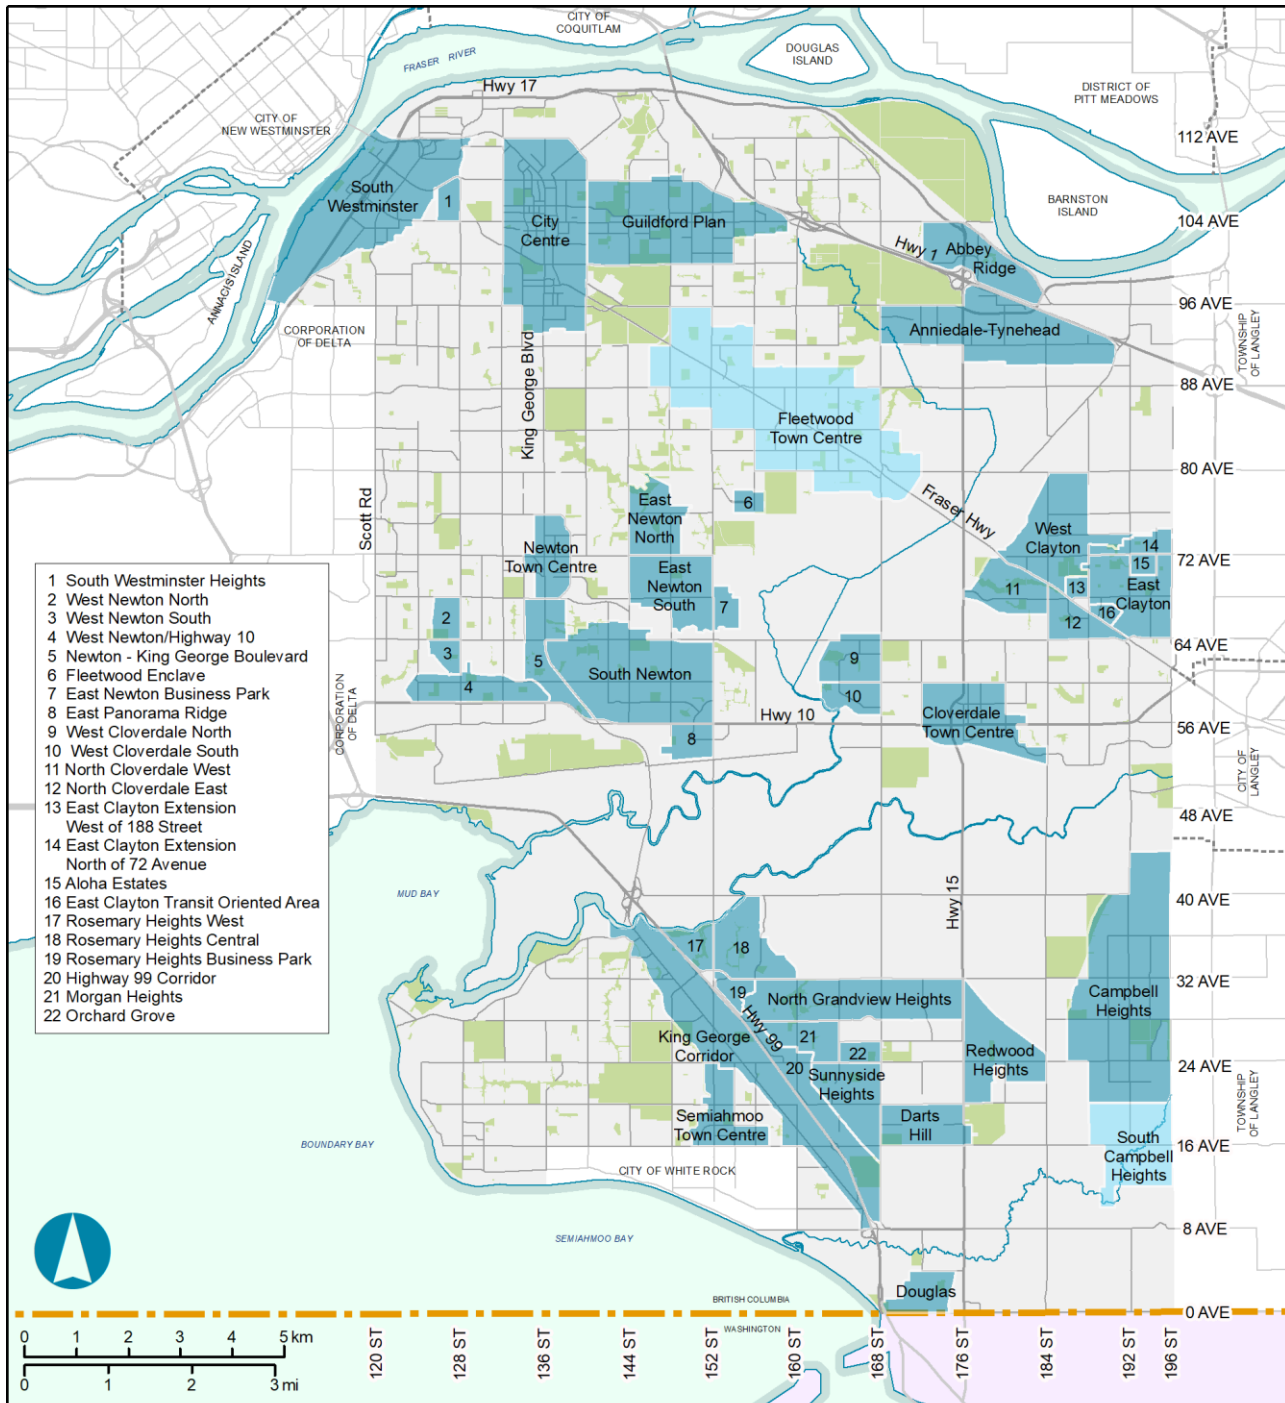 CITY OF
COQUITLAM
DOUGLAS
ISLAND
FRASER RIVER
Hwy 17
DISTRICT OF
PITT MEADOWS
CITY OF
NEW WESTMINSTER
112 AVE
South
Westminster
1
City
Centre
Guildford Plan
BARNSTON
ISLAND
104 AVE
Hwy 1
Abbey
Ridge
ANNACIS ISLAND
96 AVE
CORPORATION
OF DELTA
King George Blvd
Anniedale-Tynehead
TOWNSHIP
OF LANGLEY
88 AVE
Fleetwood
Town Centre
80 AVE
Scott Rd
East
Newton
North
6
Fraser Hwy
West
Clayton
14
Newton
Town Centre
72 AVE
15
East
Newton
South
7
11
13
East
Clayton
16
12
2
64 AVE
3
5
9
4
South Newton
10
Hwy 10
Cloverdale
Town Centre
56 AVE
8
CORPORATION
OF DELTA
CITY OF
LANGLEY
48 AVE
1 South Westminster Heights
2 West Newton North
3 West Newton South
4 West Newton/Highway 10
5 Newton - King George Boulevard
6 Fleetwood Enclave
7 East Newton Business Park
8 East Panorama Ridge
9 West Cloverdale North
10 West Cloverdale South
11 North Cloverdale West
12 North Cloverdale East
13 East Clayton Extension
West of 188 Street
14 East Clayton Extension
North of 72 Avenue
15 Aloha Estates
16 East Clayton Transit Oriented Area
17 Rosemary Heights West
18 Rosemary Heights Central
19 Rosemary Heights Business Park
20 Highway 99 Corridor
21 Morgan Heights
22 Orchard Grove
MUD BAY
Hwy 15
40 AVE
17
18
32 AVE
19
North Grandview Heights
Campbell
Heights
Hwy 99
King George
Corridor
21
22
Redwood
Heights
20
24 AVE
Sunnyside
Heights
TOWNSHIP
OF LANGLEY
Semiahmoo
Town Centre
Darts
Hill
BOUNDARY BAY
16 AVE
South
Campbell
Heights
CITY OF WHITE ROCK
SEMIAHMOO BAY
8 AVE
Douglas
BRITISH COLUMBIA
0 AVE
WASHINGTON
0 1 2 3 4 5 km
0 1 2 3 mi
120 ST
128 ST
136 ST
144 ST
152 ST
160 ST
168 ST
176 ST
184 ST
192 ST
196 ST